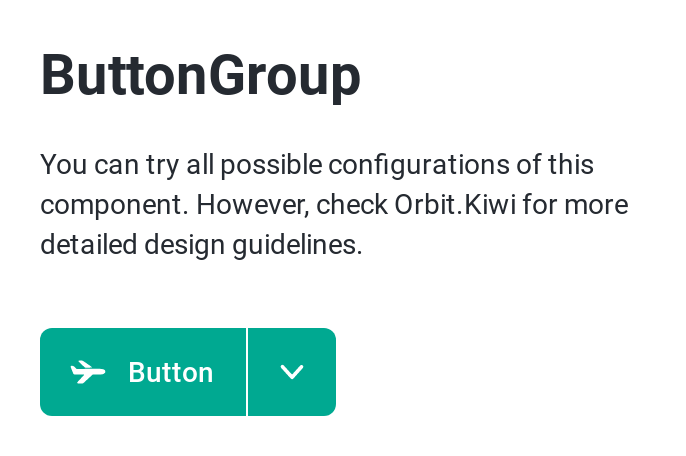 ButtonGroup
You can try all possible configurations of this
component. However, check Orbit.Kiwi for more
detailed design guidelines.
Button